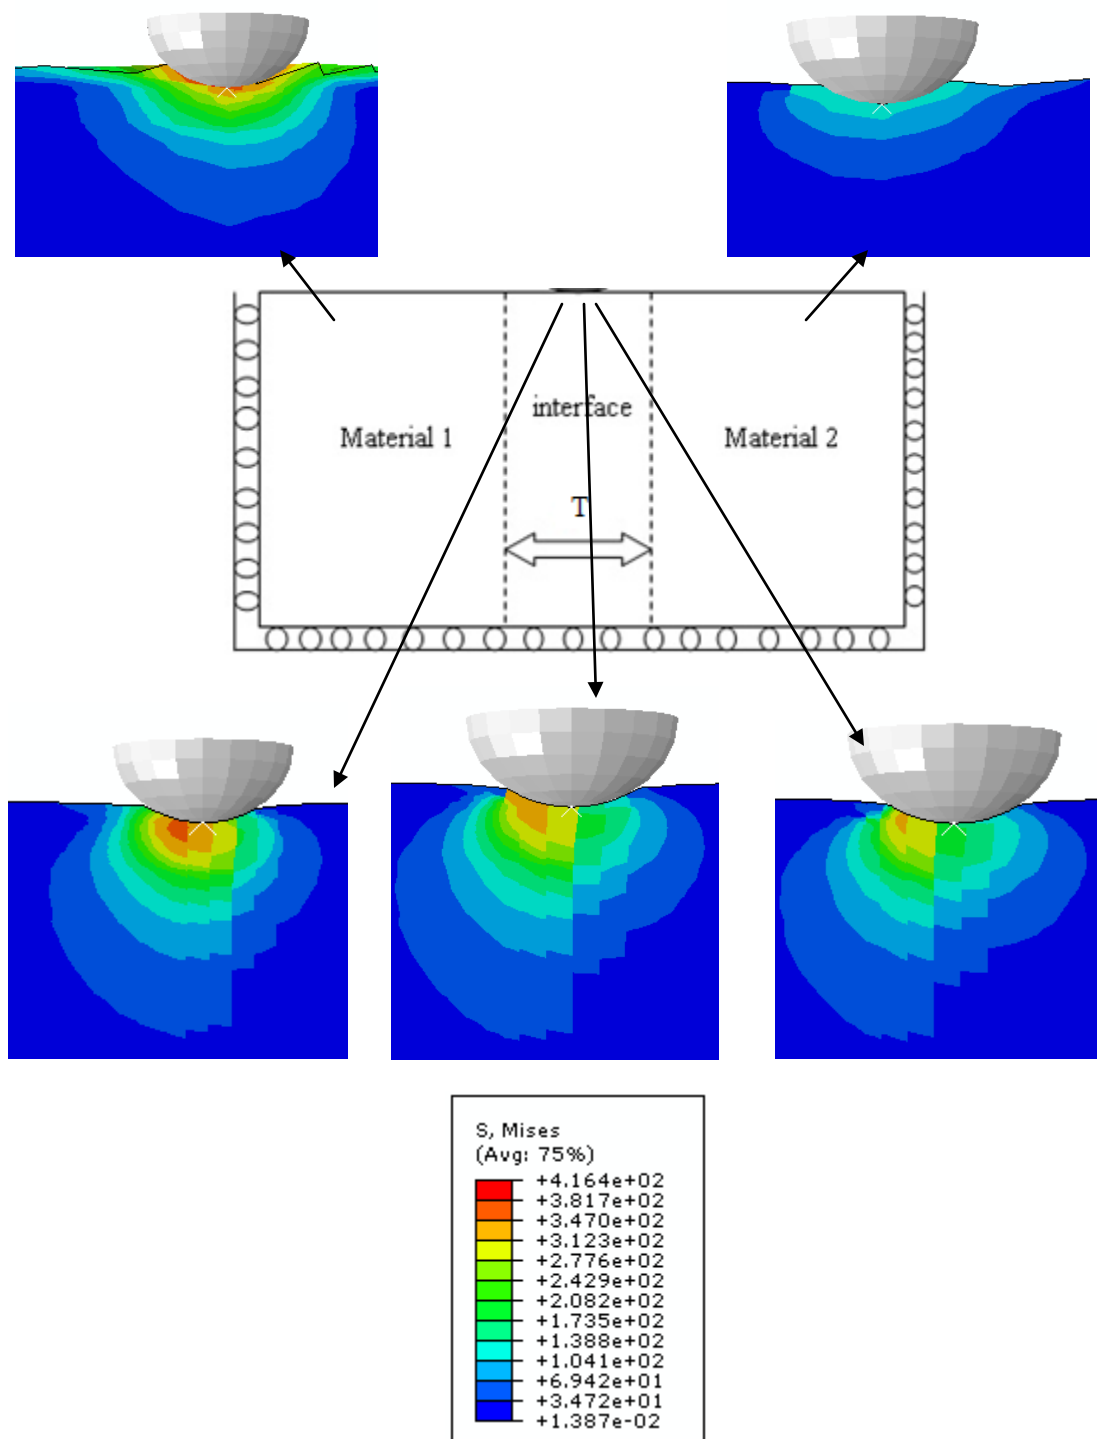 interface
Material 1
Material 2
T
S, Mises
(Avg: 75%)
+4.164e+02
+3.817e+02
+3.470e+02
+3.123e+02
+2.776e+02
+2.429e+02
+2.082e+02
+1.735e+02
+1.388e+02
+1.041e+02
+6.942e+01
+3.472e+01
+1.387e-02